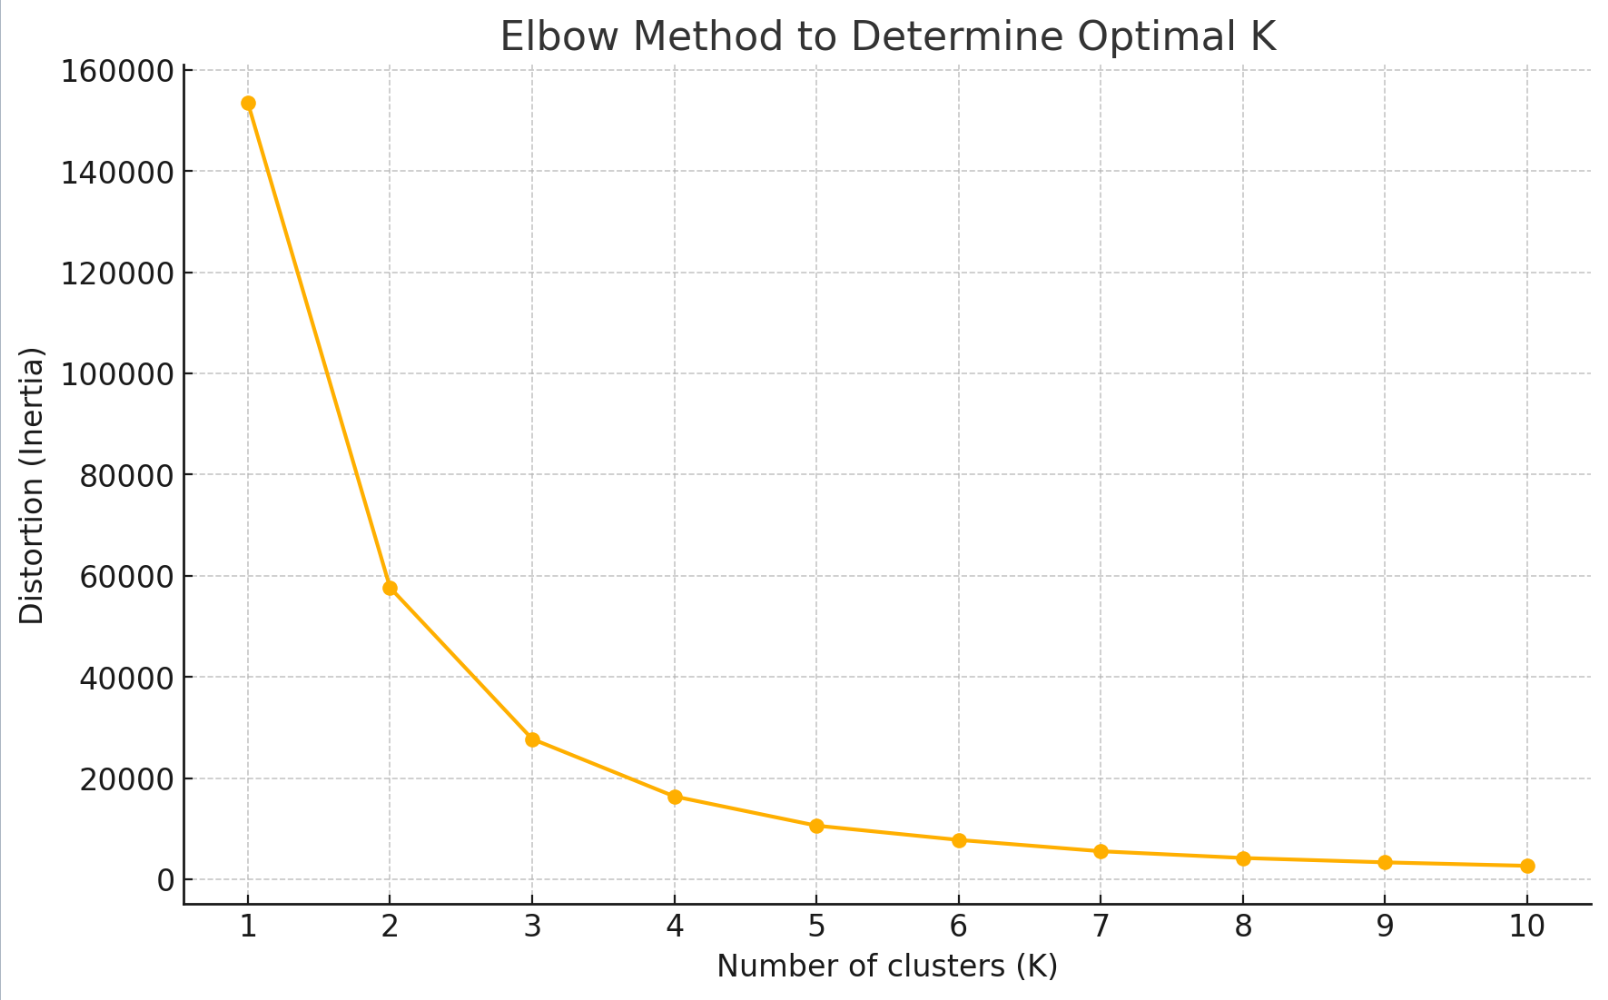 Elbow Method to Determine Optimal K
160000
140000
120000
100000
80000
60000
40000
20000
0
Distortion (Inertia)
1 2 3 4 5 6 7 8 9 10
Number of clusters (K)